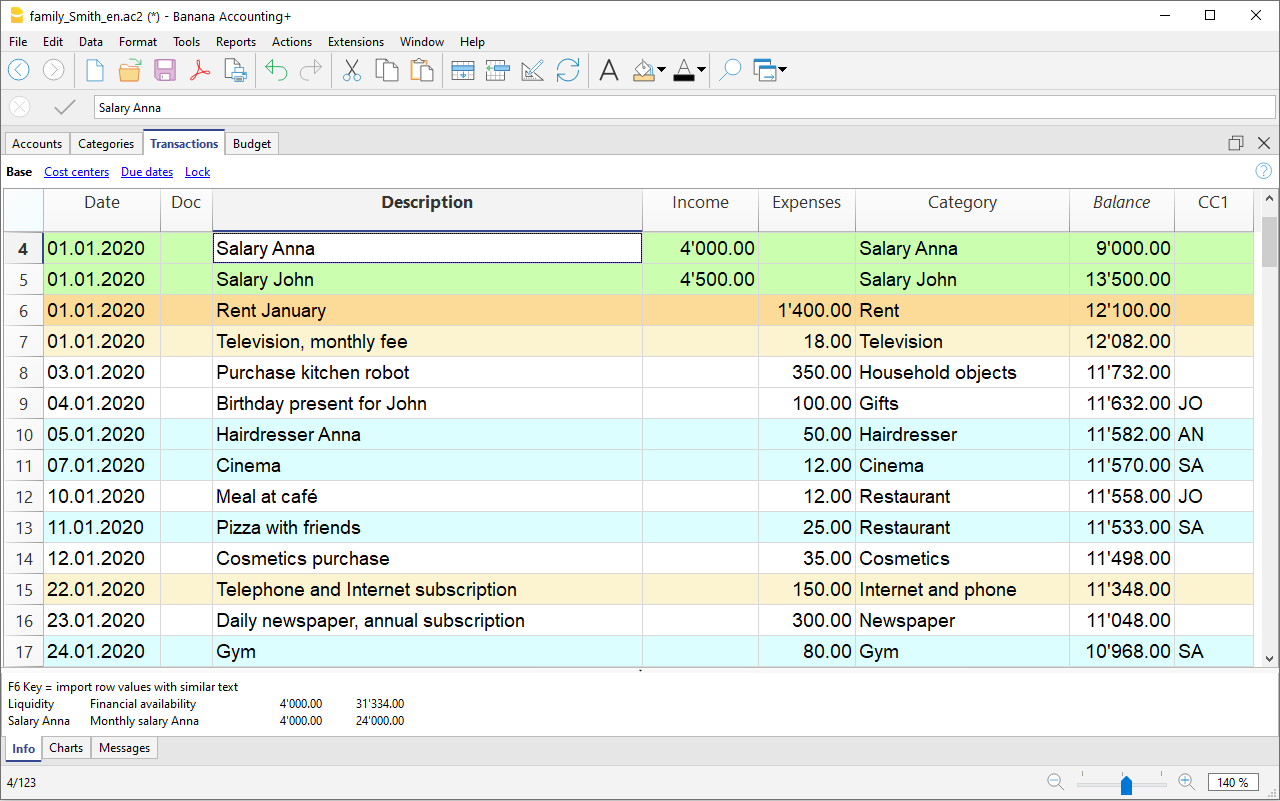 family_Smith_en.ac2 (*) - Banana Accounting+
File Edit Data Format Tools Reports Actions Extensions Window Help
Salary Anna
Accounts Categories Transactions Budget
Base Cost centers Due dates Lock
Date Doc Description Income Expenses Category Balance CC1
4 01.01.2020 Salary Anna 4'000.00 Salary Anna 9'000.00
5 01.01.2020 Salary John 4'500.00 Salary John 13'500.00
6 01.01.2020 Rent January 1'400.00 Rent 12'100.00
7 01.01.2020 Television, monthly fee 18.00 Television 12'082.00
8 03.01.2020 Purchase kitchen robot 350.00 Household objects 11'732.00
9 04.01.2020 Birthday present for John 100.00 Gifts 11'632.00 JO
10 05.01.2020 Hairdresser Anna 50.00 Hairdresser 11'582.00 AN
11 07.01.2020 Cinema 12.00 Cinema 11'570.00 SA
12 10.01.2020 Meal at café 12.00 Restaurant 11'558.00 JO
13 11.01.2020 Pizza with friends 25.00 Restaurant 11'533.00 SA
14 12.01.2020 Cosmetics purchase 35.00 Cosmetics 11'498.00
15 22.01.2020 Telephone and Internet subscription 150.00 Internet and phone 11'348.00
16 23.01.2020 Daily newspaper, annual subscription 300.00 Newspaper 11'048.00
17 24.01.2020 Gym 80.00 Gym 10'968.00 SA
F6 Key = import row values with similar text
Liquidity Financial availability 4'000.00 31'334.00
Salary Anna Monthly salary Anna 4'000.00 24'000.00
Info Charts Messages
4/123 140 %